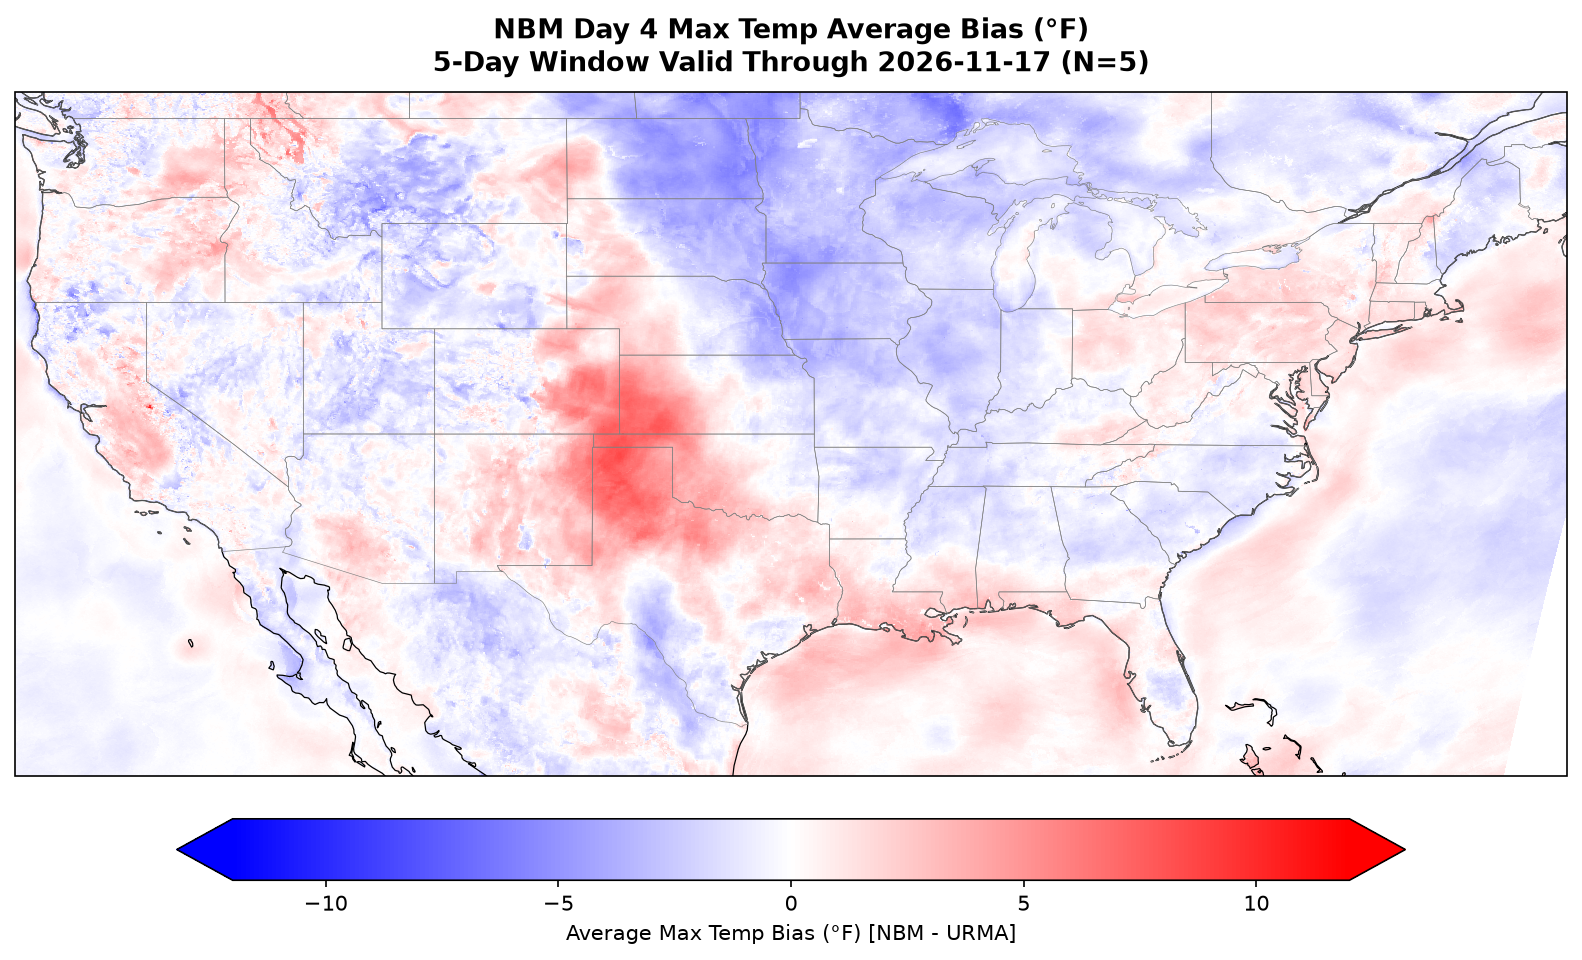 NBM Day 4 Max Temp Average Bias (°F)
5-Day Window Valid Through 2026-11-17 (N=5)
−10 −5 0 5 10
Average Max Temp Bias (°F) [NBM - URMA]